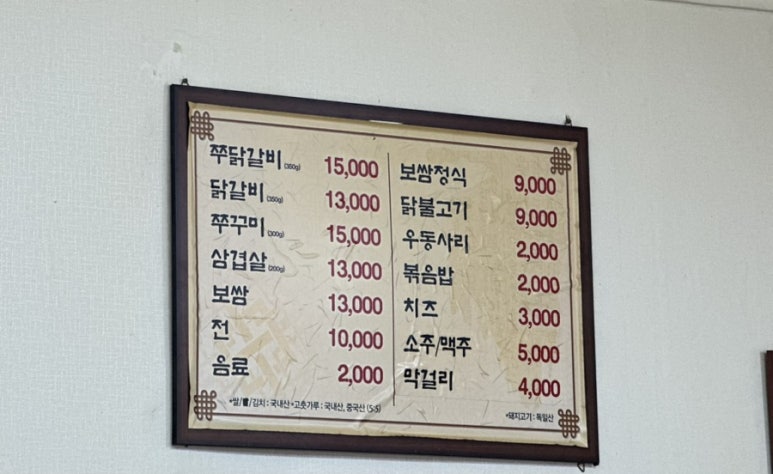 쭈닭갈비(350g) 15,000
닭갈비(350g) 13,000
쭈꾸미(300g) 15,000
삼겹살(200g) 13,000
보쌈 13,000
전 10,000
음료 2,000
보쌈정식 9,000
닭불고기 9,000
우동사리 2,000
볶음밥 2,000
치즈 3,000
소주/맥주 5,000
막걸리 4,000
*쌀/닭/김치 : 국내산 *고춧가루 : 국내산, 중국산 (5:5)
*돼지고기 : 독일산